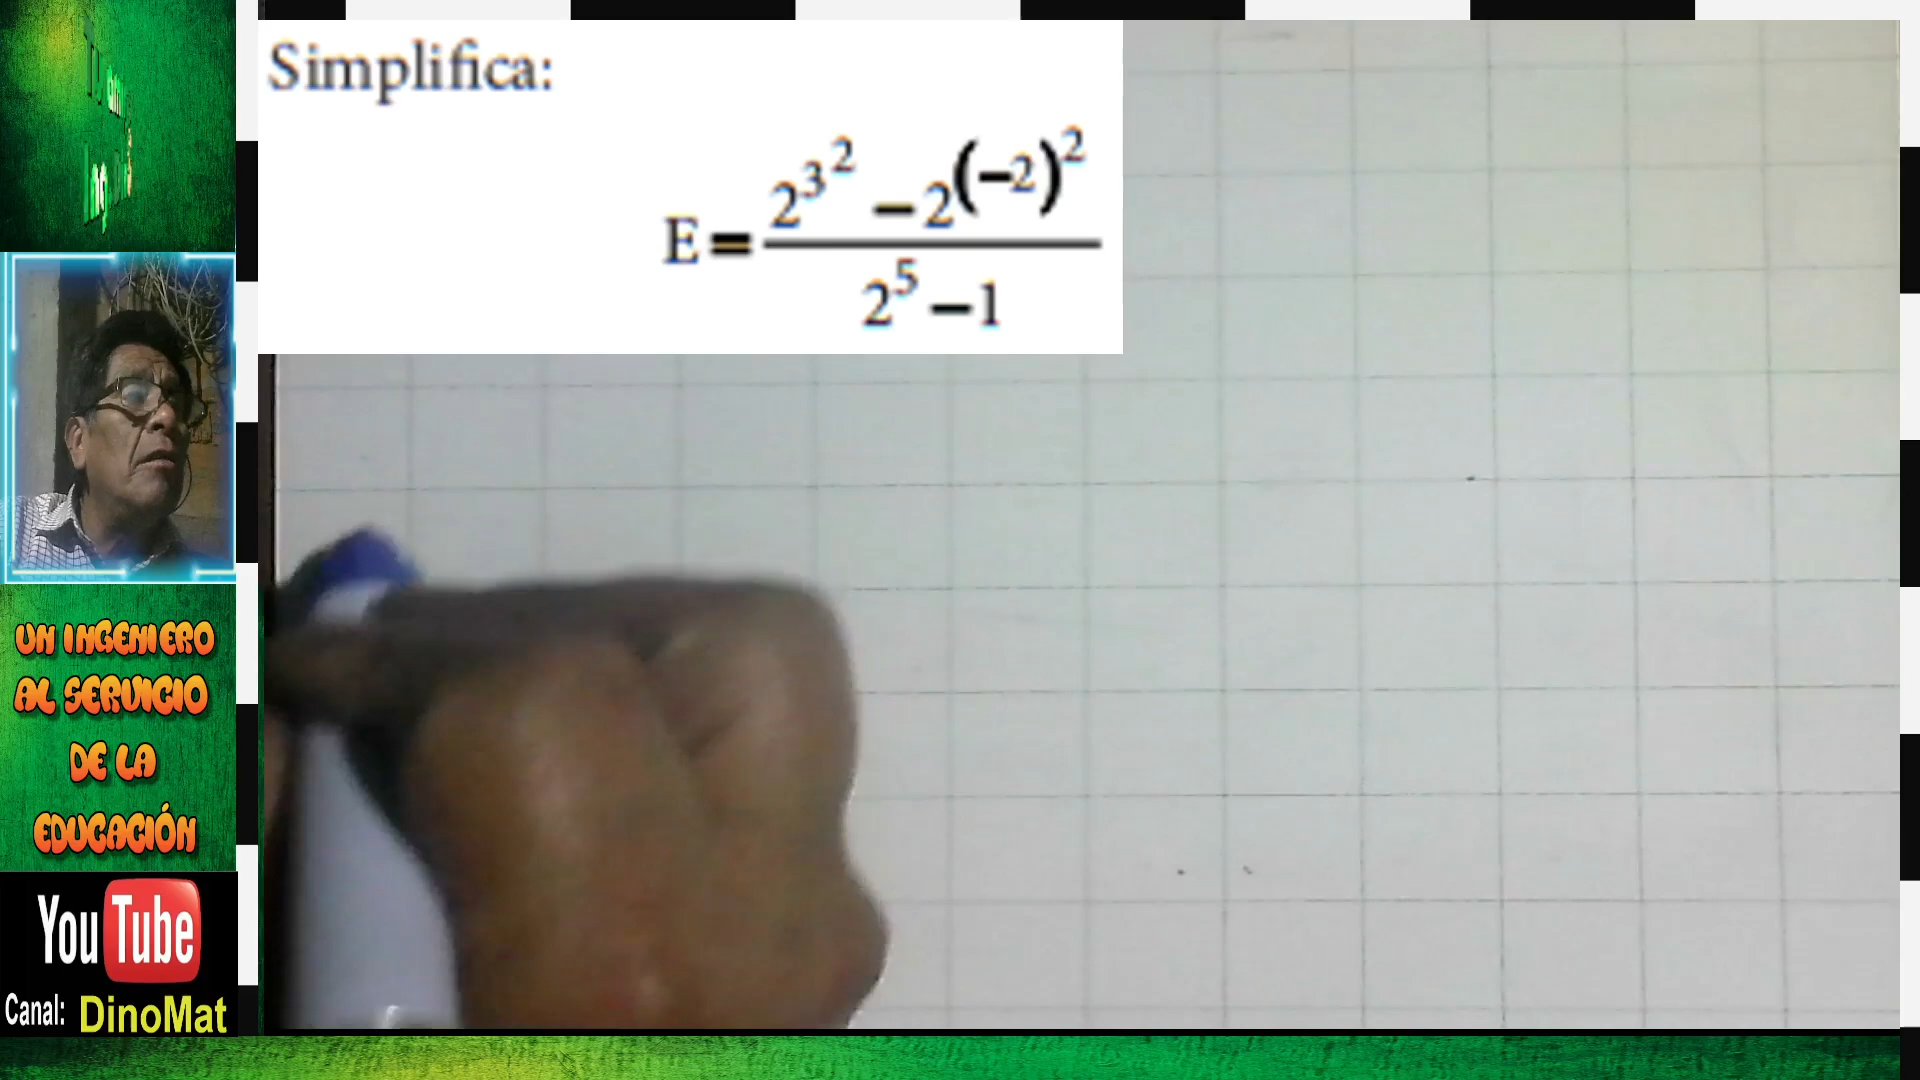 Simplifica:
E = \frac{2^{3^2} - 2^{(-2)^2}}{2^5 - 1}
UN INGENIERO
AL SERVICIO
DE LA
EDUCACIÓN
YouTube
Canal: DinoMat